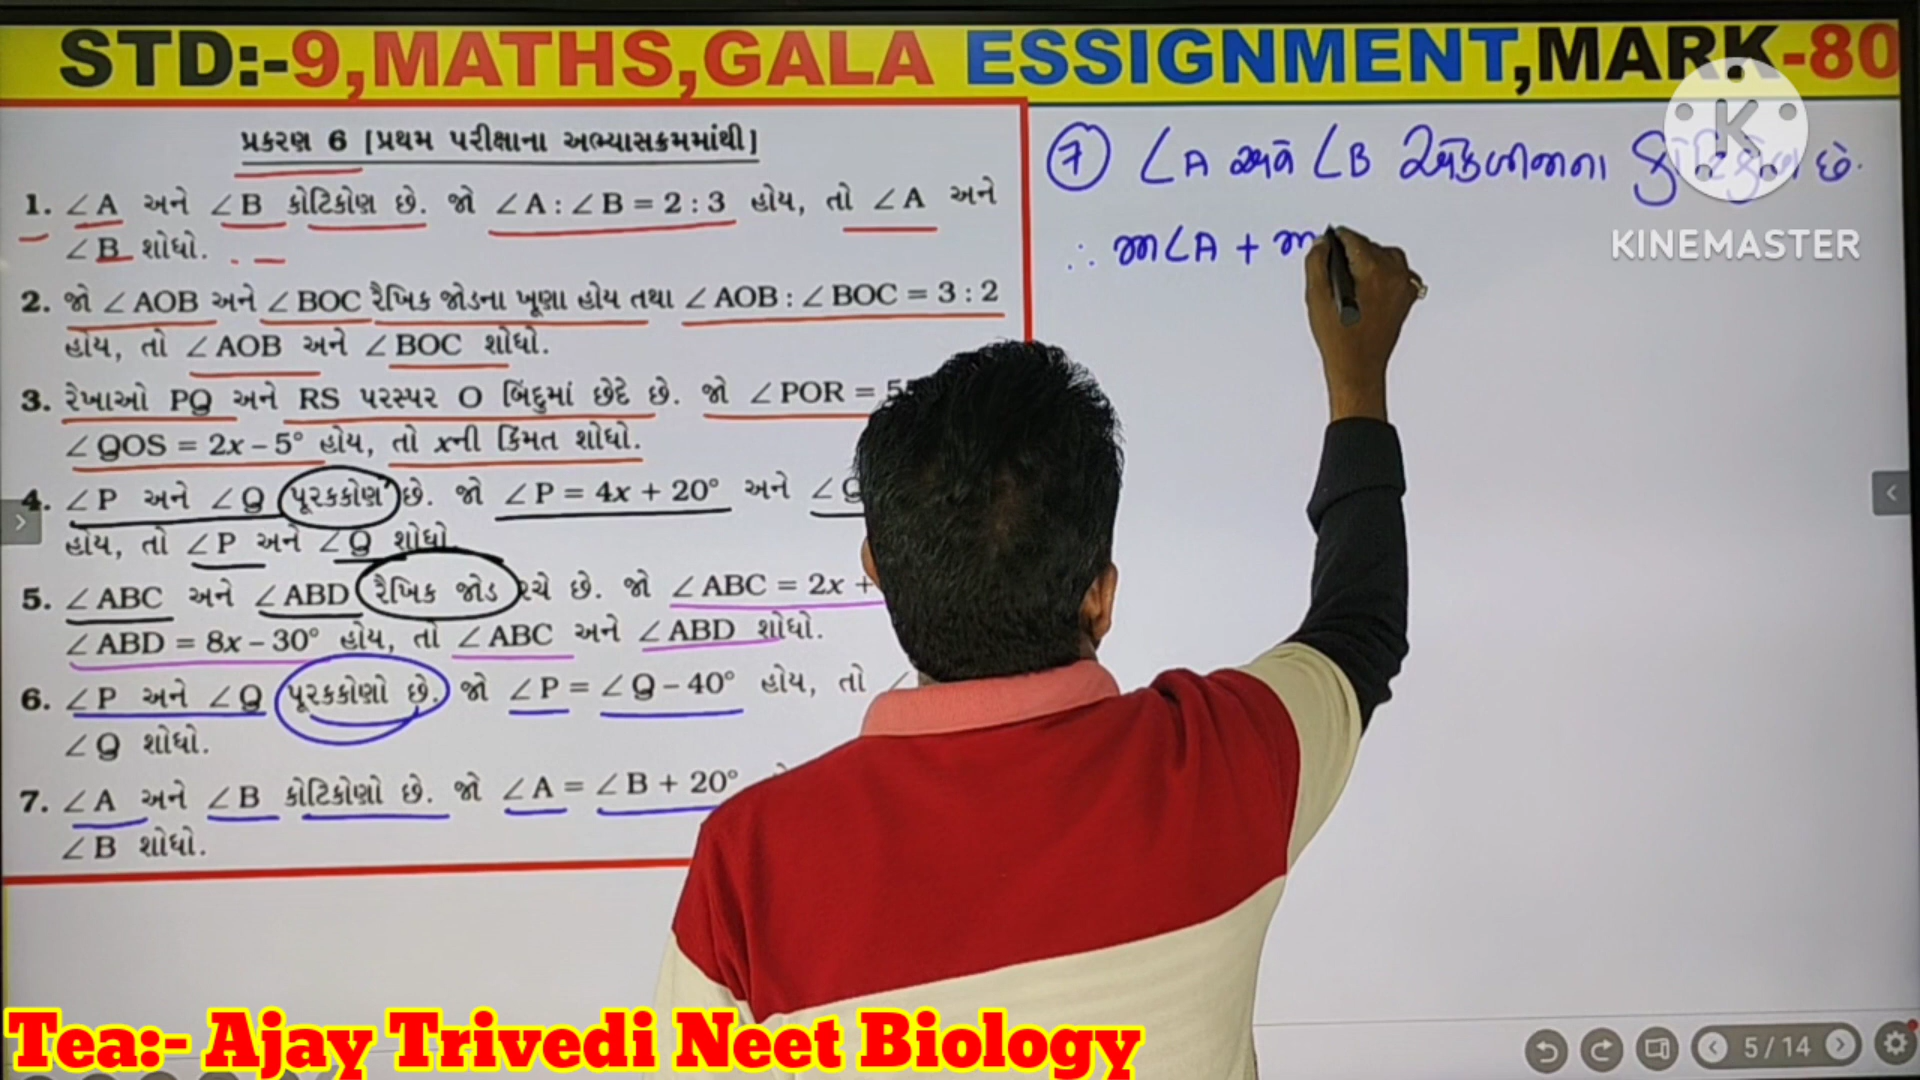 STD:-9,MATHS,GALA ESSIGNMENT,MARK-80
પ્રકરણ 6 [પ્રથમ પરીક્ષાના અભ્યાસક્રમમાંથી]
1. ∠A અને ∠B કોટિકોણ છે. જો ∠A : ∠B = 2 : 3 હોય, તો ∠A અને
∠B શોધો.
2. જો ∠AOB અને ∠BOC રૈખિક જોડના ખૂણા હોય તથા ∠AOB : ∠BOC = 3 : 2
હોય, તો ∠AOB અને ∠BOC શોધો.
3. રેખાઓ PQ અને RS પરસ્પર O બિંદુમાં છેદે છે. જો ∠POR =
∠QOS = 2x – 5° હોય, તો xની કિંમત શોધો.
4. ∠P અને ∠Q પૂરકકોણ છે. જો ∠P = 4x + 20° અને
હોય, તો ∠P અને ∠Q શોધો.
5. ∠ABC અને ∠ABD રૈખિક જોડ રચે છે. જો ∠ABC = 2x +
∠ABD = 8x – 30° હોય, તો ∠ABC અને ∠ABD શોધો.
6. ∠P અને ∠Q પૂરકકોણો છે. જો ∠P = ∠Q – 40° હોય, તો
∠Q શોધો.
7. ∠A અને ∠B કોટિકોણો છે. જો ∠A = ∠B + 20°
∠B શોધો.
7 ∠A અને ∠B એકબીજાના છે.
∴ m∠A + m
KINEMASTER
Tea:- Ajay Trivedi Neet Biology
5/14